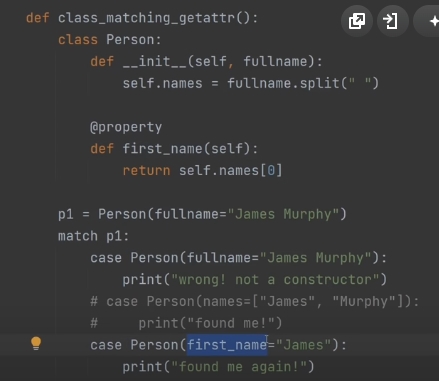 def class_matching_getattr():
    class Person:
        def __init__(self, fullname):
            self.names = fullname.split(" ")

        @property
        def first_name(self):
            return self.names[0]

    p1 = Person(fullname="James Murphy")
    match p1:
        case Person(fullname="James Murphy"):
            print("wrong! not a constructor")
        # case Person(names=["James", "Murphy"]):
        #     print("found me!")
        case Person(first_name="James"):
            print("found me again!")